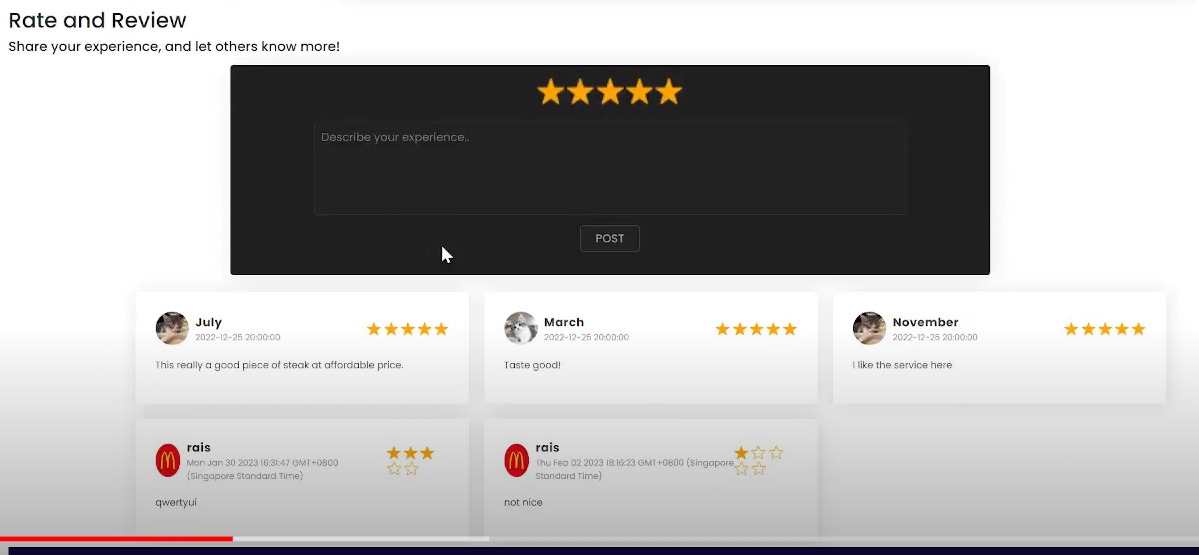 Rate and Review
Share your experience, and let others know more!
Describe your experience..
POST
July
2022-12-25 20:00:00
This really a good piece of steak at affordable price.
March
2022-12-25 20:00:00
Taste good!
November
2022-12-25 20:00:00
I like the service here
rais
Mon Jan 30 2023 16:31:47 GMT+0800
(Singapore Standard Time)
qwertyui
rais
Thu Feb 02 2023 18:16:23 GMT+0800 (Singapore
Standard Time)
not nice